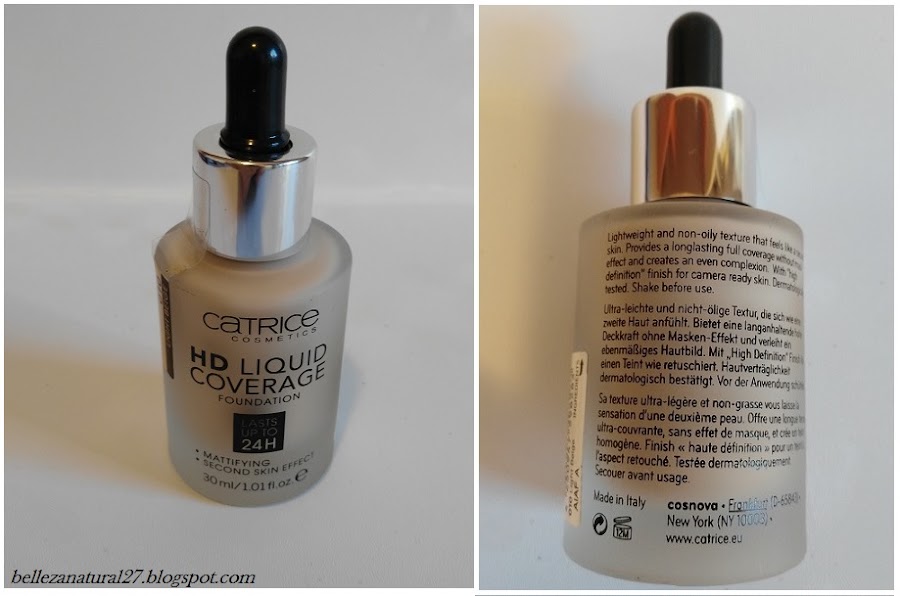 CATRICE
COSMETICS
HD LIQUID
COVERAGE
FOUNDATION
LASTS
UP TO
24H
• MATTIFYING
• SECOND SKIN EFFECT
30 ml/1.01 fl.oz. e
bellezanatural27.blogspot.com
Lightweight and non-oily texture that feels like a
skin. Provides a longlasting full coverage without
effect and creates an even complexion. With "high
definition" finish for camera ready skin.
tested. Shake before use.
Ultra-leichte und nicht-ölige Textur, die sich wie
zweite Haut anfühlt. Bietet eine langanhaltende
Deckkraft ohne Masken-Effekt und verleiht ein
ebenmäßiges Hautbild. Mit „High Definition" Finish
einen Teint wie retuschiert. Hautverträglichkeit
dermatologisch bestätigt. Vor der Anwendung
Sa texture ultra-légère et non-grasse vous laisse la
sensation d'une deuxième peau. Offre une longue
ultra-couvrante, sans effet de masque, et crée
homogène. Finish « haute définition » pour un
l'aspect retouché. Testée dermatologiquement.
Secouer avant usage.
Made in Italy
cosnova • Frankfurt (D-65843) •
New York (NY 10003) •
www.catrice.eu
12M
INGREDIENTS
A1AF A